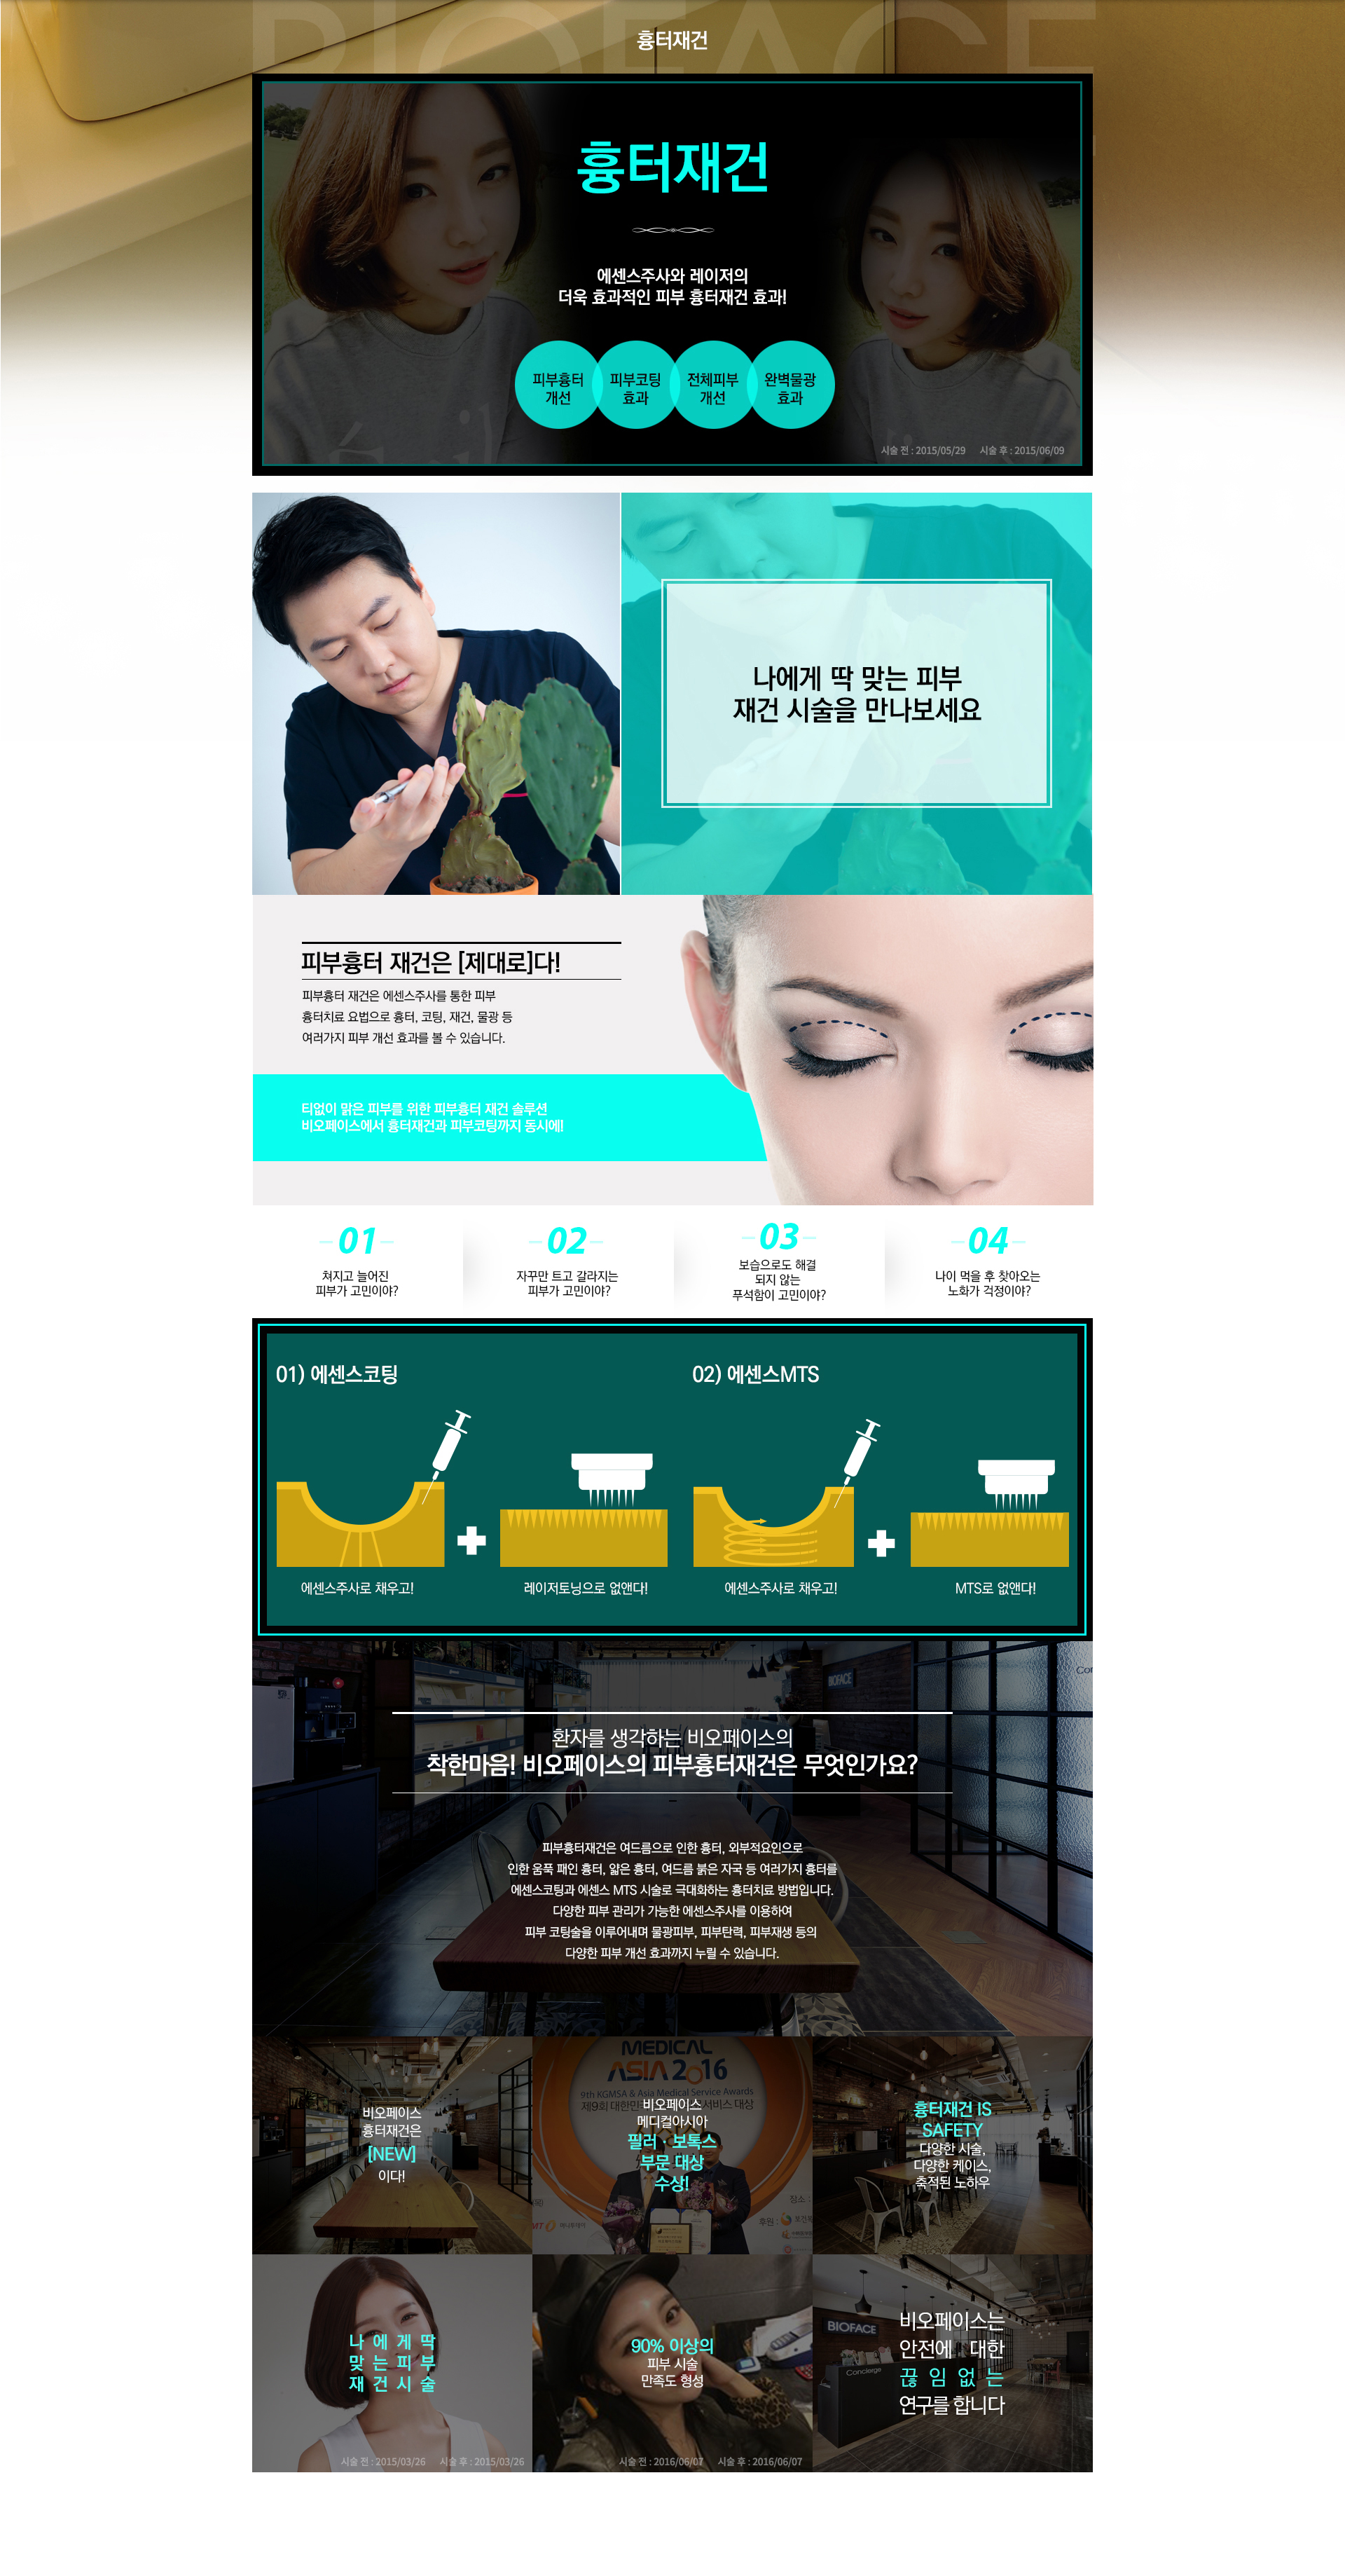 BIOFACE
흉터재건
흉터재건
에센스주사와 레이저의
더욱 효과적인 피부 흉터재건 효과!
피부흉터
개선
피부코팅
효과
전체피부
개선
완벽물광
효과
시술 전 : 2015/05/29 시술 후 : 2015/06/09
나에게 딱 맞는 피부
재건 시술을 만나보세요
피부흉터 재건은 [제대로]다!
피부흉터 재건은 에센스주사를 통한 피부
흉터치료 요법으로 흉터, 코팅, 재건, 물광 등
여러가지 피부 개선 효과를 볼 수 있습니다.
티없이 맑은 피부를 위한 피부흉터 재건 솔루션
비오페이스에서 흉터재건과 피부코팅까지 동시에!
01
쳐지고 늘어진
피부가 고민이야?
02
자꾸만 트고 갈라지는
피부가 고민이야?
03
보습으로도 해결
되지 않는
푸석함이 고민이야?
04
나이 먹을 후 찾아오는
노화가 걱정이야?
01) 에센스코팅
에센스주사로 채우고!
레이저토닝으로 없앤다!
02) 에센스MTS
에센스주사로 채우고!
MTS로 없앤다!
BIOFACE
환자를 생각하는 비오페이스의
착한마음! 비오페이스의 피부흉터재건은 무엇인가요?
피부흉터재건은 여드름으로 인한 흉터, 외부적요인으로
인한 움푹 패인 흉터, 얇은 흉터, 여드름 붉은 자국 등 여러가지 흉터를
에센스코팅과 에센스 MTS 시술로 극대화하는 흉터치료 방법입니다.
다양한 피부 관리가 가능한 에센스주사를 이용하여
피부 코팅술을 이루어내며 물광피부, 피부탄력, 피부재생 등의
다양한 피부 개선 효과까지 누릴 수 있습니다.
비오페이스
흉터재건은
[NEW]
이다!
MEDICAL
ASIA 2016
9th KGMSA & Asia Medical Service Awards
제9회 대한민 서비스 대상
비오페이스
메디컬아시아
필러 · 보톡스
부문 대상
수상!
장소 :
후원 :
흉터재건 IS
SAFETY
다양한 시술,
다양한 케이스,
축적된 노하우
나에게딱
맞는피부
재건시술
시술 전 : 2015/03/26 시술 후 : 2015/03/26
90% 이상의
피부 시술
만족도 형성
시술 전 : 2016/06/07 시술 후 : 2016/06/07
BIOFACE
Concierge
비오페이스는
안전에 대한
끊임없는
연구를 합니다